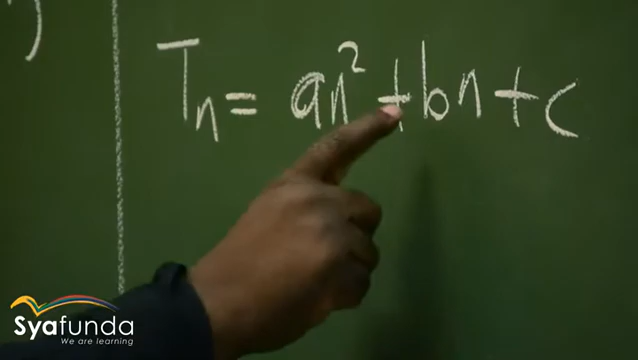 )
Tₙ = an² + bn + c
Syafunda
We are learning